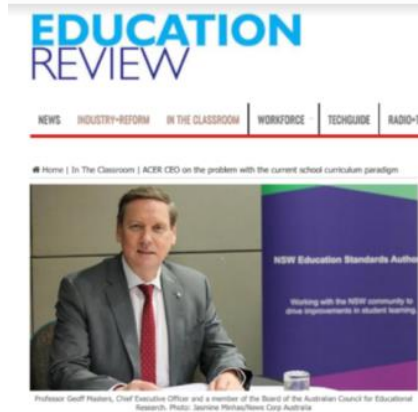 EDUCATION
REVIEW
NEWS INDUSTRY+REFORM IN THE CLASSROOM WORKFORCE TECHGUIDE RADIO+
Home | In The Classroom | ACER CEO on the problem with the current school curriculum paradigm
NSW Education Standards Author
Working with the NSW community to
drive improvements in student learning.
Professor Geoff Masters, Chief Executive Officer and a member of the Board of the Australian Council for Educational
Research. Photo: Jasmine Minhas/News Corp Australia